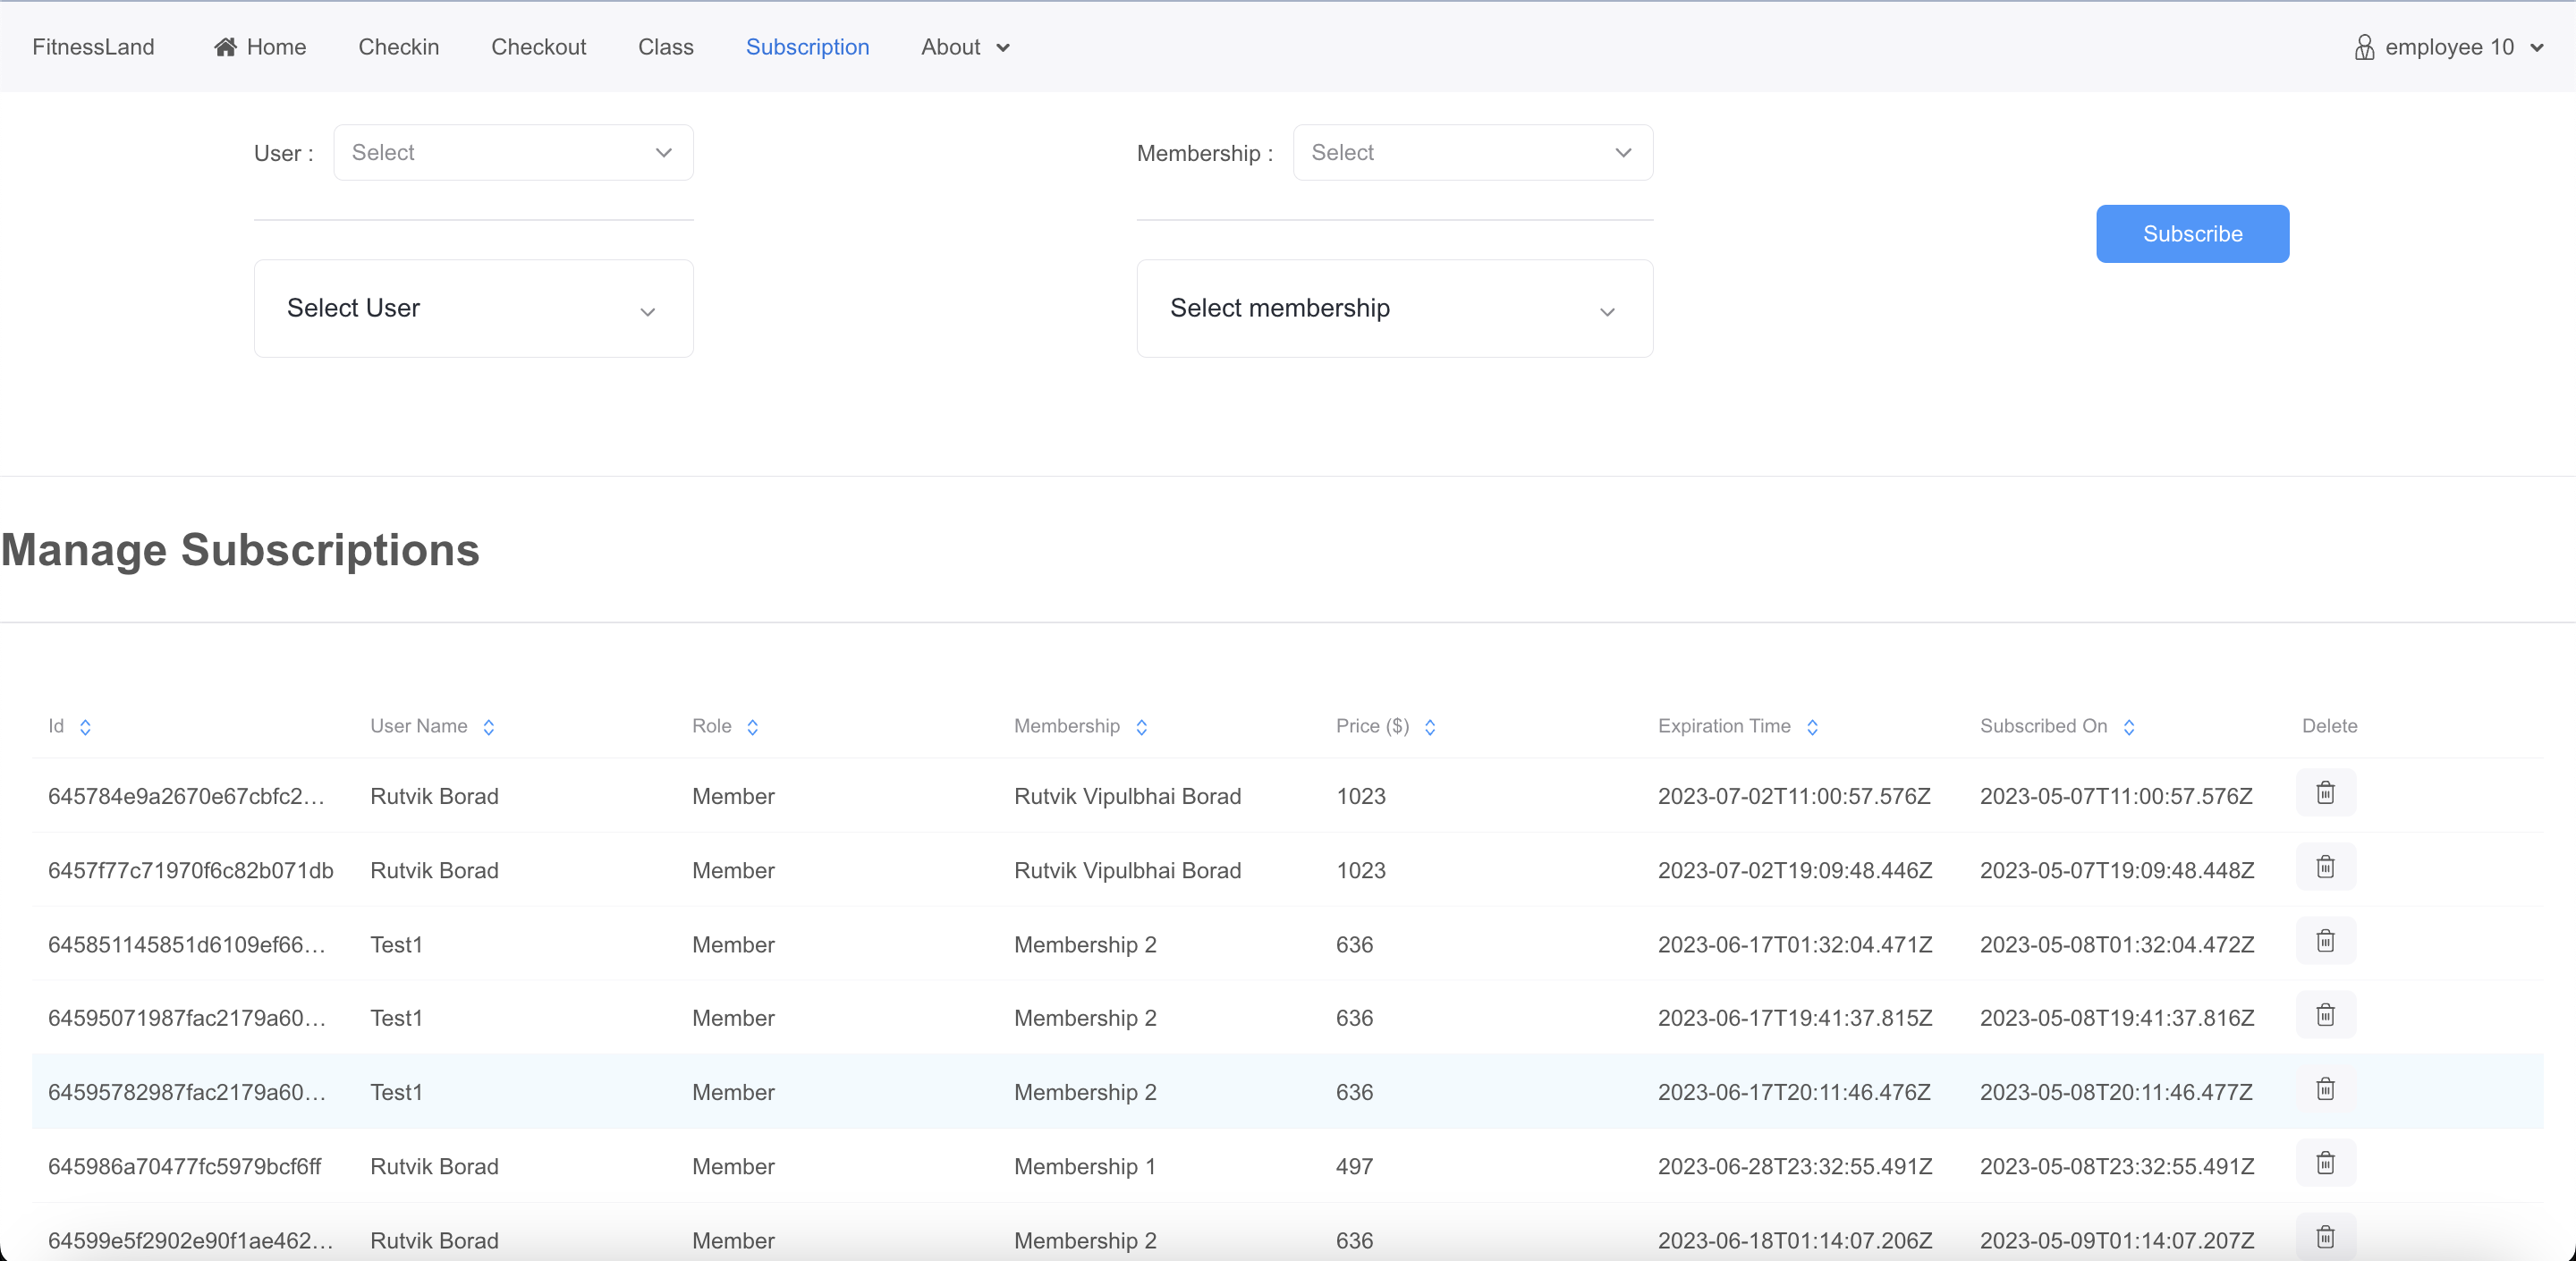 FitnessLand Home Checkin Checkout Class Subscription About employee 10
User : Select Membership : Select
Subscribe
Select User Select membership
Manage Subscriptions
Id User Name Role Membership Price ($) Expiration Time Subscribed On Delete
645784e9a2670e67cbfc2... Rutvik Borad Member Rutvik Vipulbhai Borad 1023 2023-07-02T11:00:57.576Z 2023-05-07T11:00:57.576Z
6457f77c71970f6c82b071db Rutvik Borad Member Rutvik Vipulbhai Borad 1023 2023-07-02T19:09:48.446Z 2023-05-07T19:09:48.448Z
645851145851d6109ef66... Test1 Member Membership 2 636 2023-06-17T01:32:04.471Z 2023-05-08T01:32:04.472Z
64595071987fac2179a60... Test1 Member Membership 2 636 2023-06-17T19:41:37.815Z 2023-05-08T19:41:37.816Z
64595782987fac2179a60... Test1 Member Membership 2 636 2023-06-17T20:11:46.476Z 2023-05-08T20:11:46.477Z
645986a70477fc5979bcf6ff Rutvik Borad Member Membership 1 497 2023-06-28T23:32:55.491Z 2023-05-08T23:32:55.491Z
64599e5f2902e90f1ae462... Rutvik Borad Member Membership 2 636 2023-06-18T01:14:07.206Z 2023-05-09T01:14:07.207Z